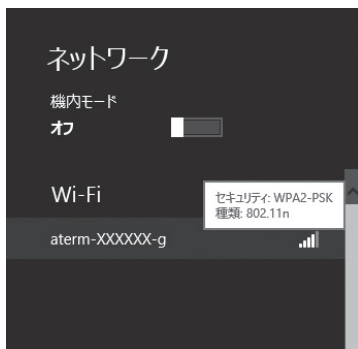 ネットワーク
機内モード
オフ
Wi-Fi
セキュリティ: WPA2-PSK
種類: 802.11n
aterm-XXXXXX-g